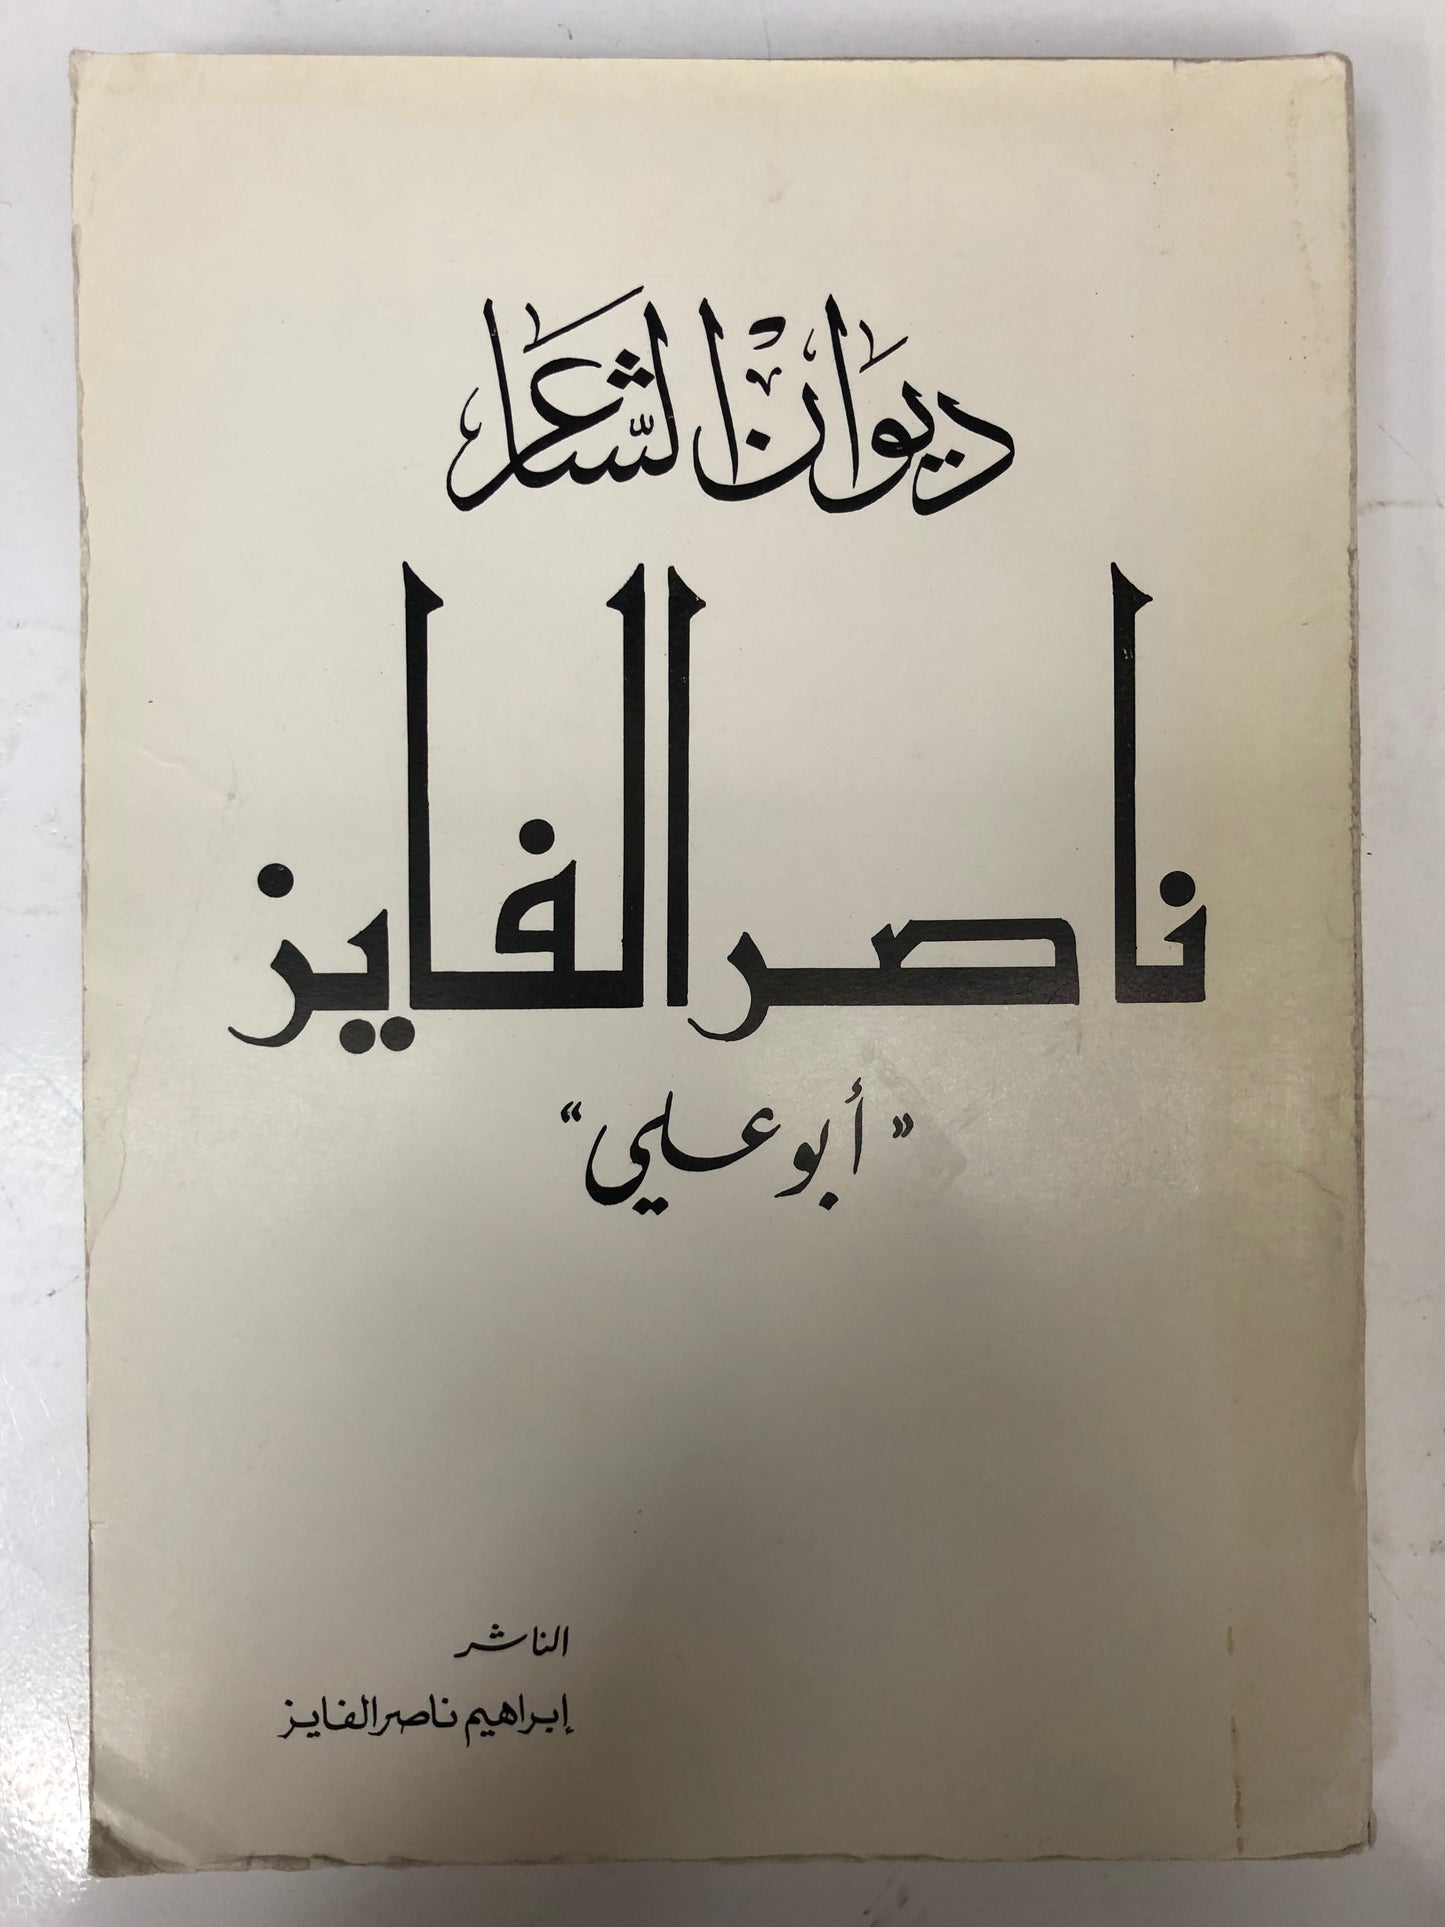 ديوان الشاعر
ناصر الفايز
"أبو علي"
الناشر
إبراهيم ناصر الفايز